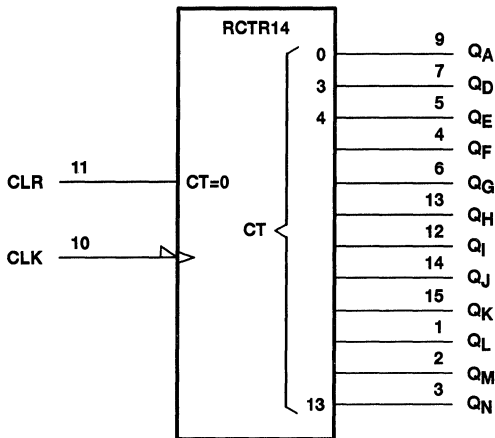 RCTR14
0 9 QA
3 7 QD
4 5 QE
4 QF
6 QG
CLR 11 CT=0
13 QH
CT
12 QI
CLK 10
14 QJ
15 QK
1 QL
2 QM
13 3 QN